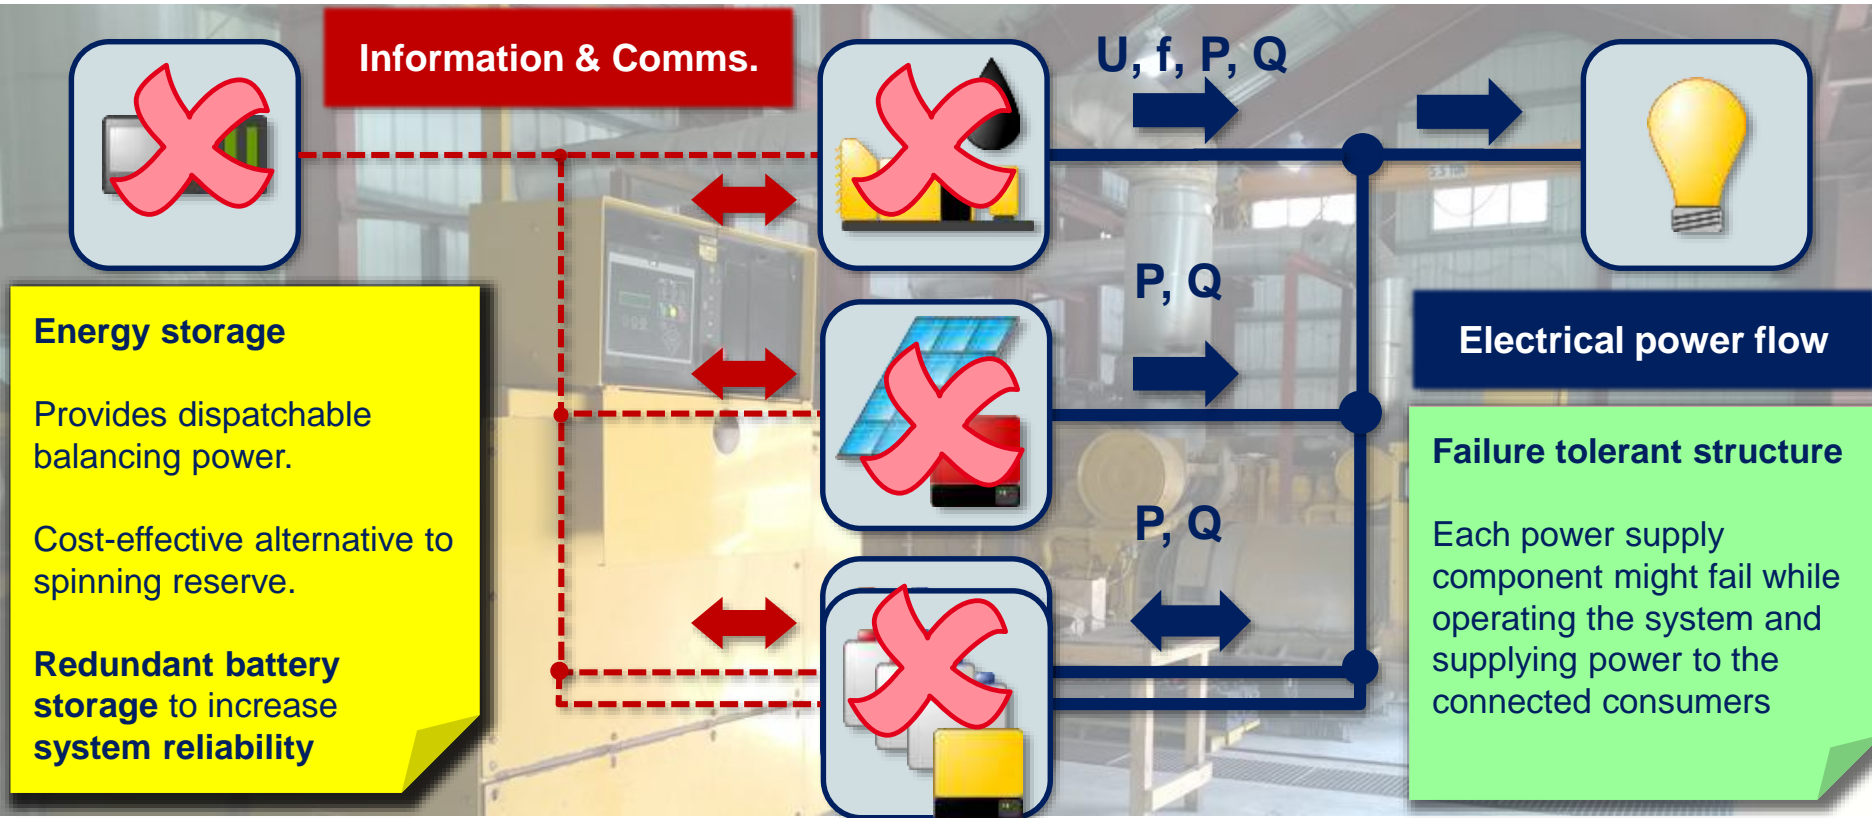 Information & Comms.
U, f, P, Q
P, Q
P, Q
Energy storage
Provides dispatchable
balancing power.
Cost-effective alternative to
spinning reserve.
Redundant battery
storage to increase
system reliability
Electrical power flow
Failure tolerant structure
Each power supply
component might fail while
operating the system and
supplying power to the
connected consumers